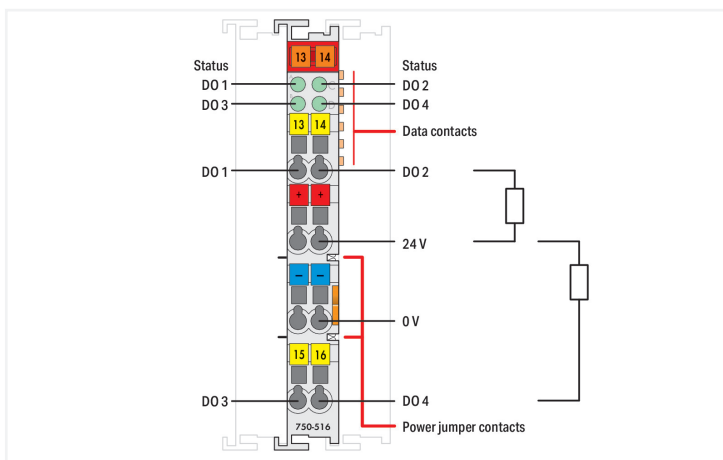 13 14
Status Status
DO 1 C DO 2
DO 3 D DO 4
13 14
Data contacts
DO 1 DO 2
+ +
24 V
– –
0 V
15 16
DO 3 DO 4
750-516
Power jumper contacts